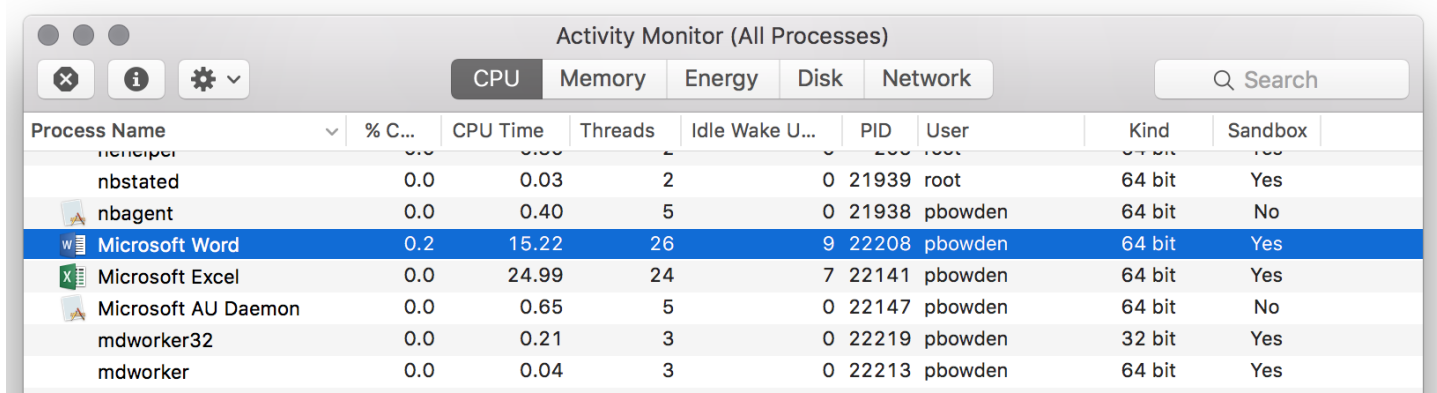 Activity Monitor (All Processes)
CPU Memory Energy Disk Network Search
Process Name % C... CPU Time Threads Idle Wake U... PID User Kind Sandbox
nbstated 0.0 0.03 2 0 21939 root 64 bit Yes
nbagent 0.0 0.40 5 0 21938 pbowden 64 bit No
Microsoft Word 0.2 15.22 26 9 22208 pbowden 64 bit Yes
Microsoft Excel 0.0 24.99 24 7 22141 pbowden 64 bit Yes
Microsoft AU Daemon 0.0 0.65 5 0 22147 pbowden 64 bit No
mdworker32 0.0 0.21 3 0 22219 pbowden 32 bit Yes
mdworker 0.0 0.04 3 0 22213 pbowden 64 bit Yes